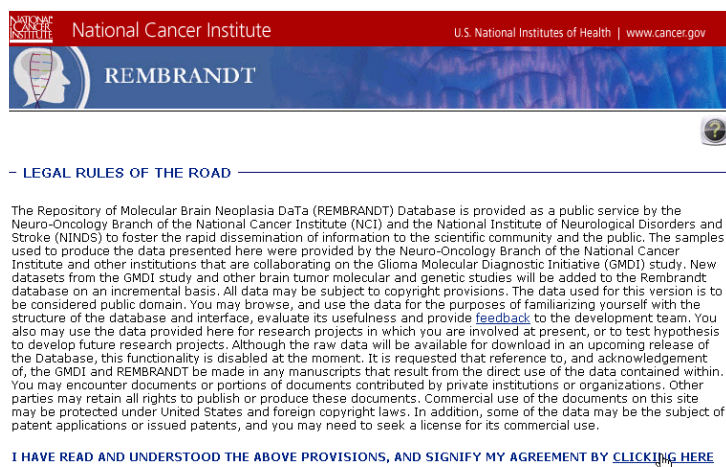 NATIONAL
CANCER
INSTITUTE
National Cancer Institute
U.S. National Institutes of Health | www.cancer.gov
REMBRANDT
?
LEGAL RULES OF THE ROAD
The Repository of Molecular Brain Neoplasia DaTa (REMBRANDT) Database is provided as a public service by the
Neuro-Oncology Branch of the National Cancer Institute (NCI) and the National Institute of Neurological Disorders and
Stroke (NINDS) to foster the rapid dissemination of information to the scientific community and the public. The samples
used to produce the data presented here were provided by the Neuro-Oncology Branch of the National Cancer
Institute and other institutions that are collaborating on the Glioma Molecular Diagnostic Initiative (GMDI) study. New
datasets from the GMDI study and other brain tumor molecular and genetic studies will be added to the Rembrandt
database on an incremental basis. All data may be subject to copyright provisions. The data used for this version is to
be considered public domain. You may browse, and use the data for the purposes of familiarizing yourself with the
structure of the database and interface, evaluate its usefulness and provide feedback to the development team. You
also may use the data provided here for research projects in which you are involved at present, or to test hypothesis
to develop future research projects. Although the raw data will be available for download in an upcoming release of
the Database, this functionality is disabled at the moment. It is requested that reference to, and acknowledgement
of, the GMDI and REMBRANDT be made in any manuscripts that result from the direct use of the data contained within.
You may encounter documents or portions of documents contributed by private institutions or organizations. Other
parties may retain all rights to publish or produce these documents. Commercial use of the documents on this site
may be protected under United States and foreign copyright laws. In addition, some of the data may be the subject of
patent applications or issued patents, and you may need to seek a license for its commercial use.
I HAVE READ AND UNDERSTOOD THE ABOVE PROVISIONS, AND SIGNIFY MY AGREEMENT BY CLICKING HERE